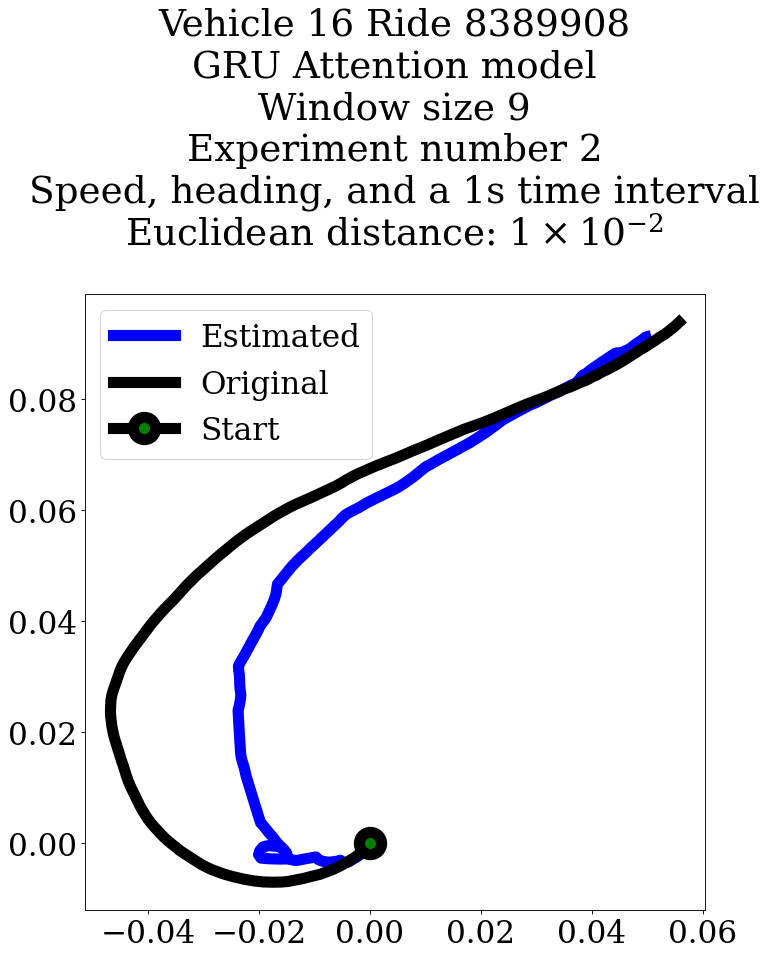 Vehicle 16 Ride 8389908
GRU Attention model
Window size 9
Experiment number 2
Speed, heading, and a 1s time interval
Euclidean distance: 1 × 10⁻²
Estimated
Original
Start
0.08
0.06
0.04
0.02
0.00
−0.04 −0.02 0.00 0.02 0.04 0.06